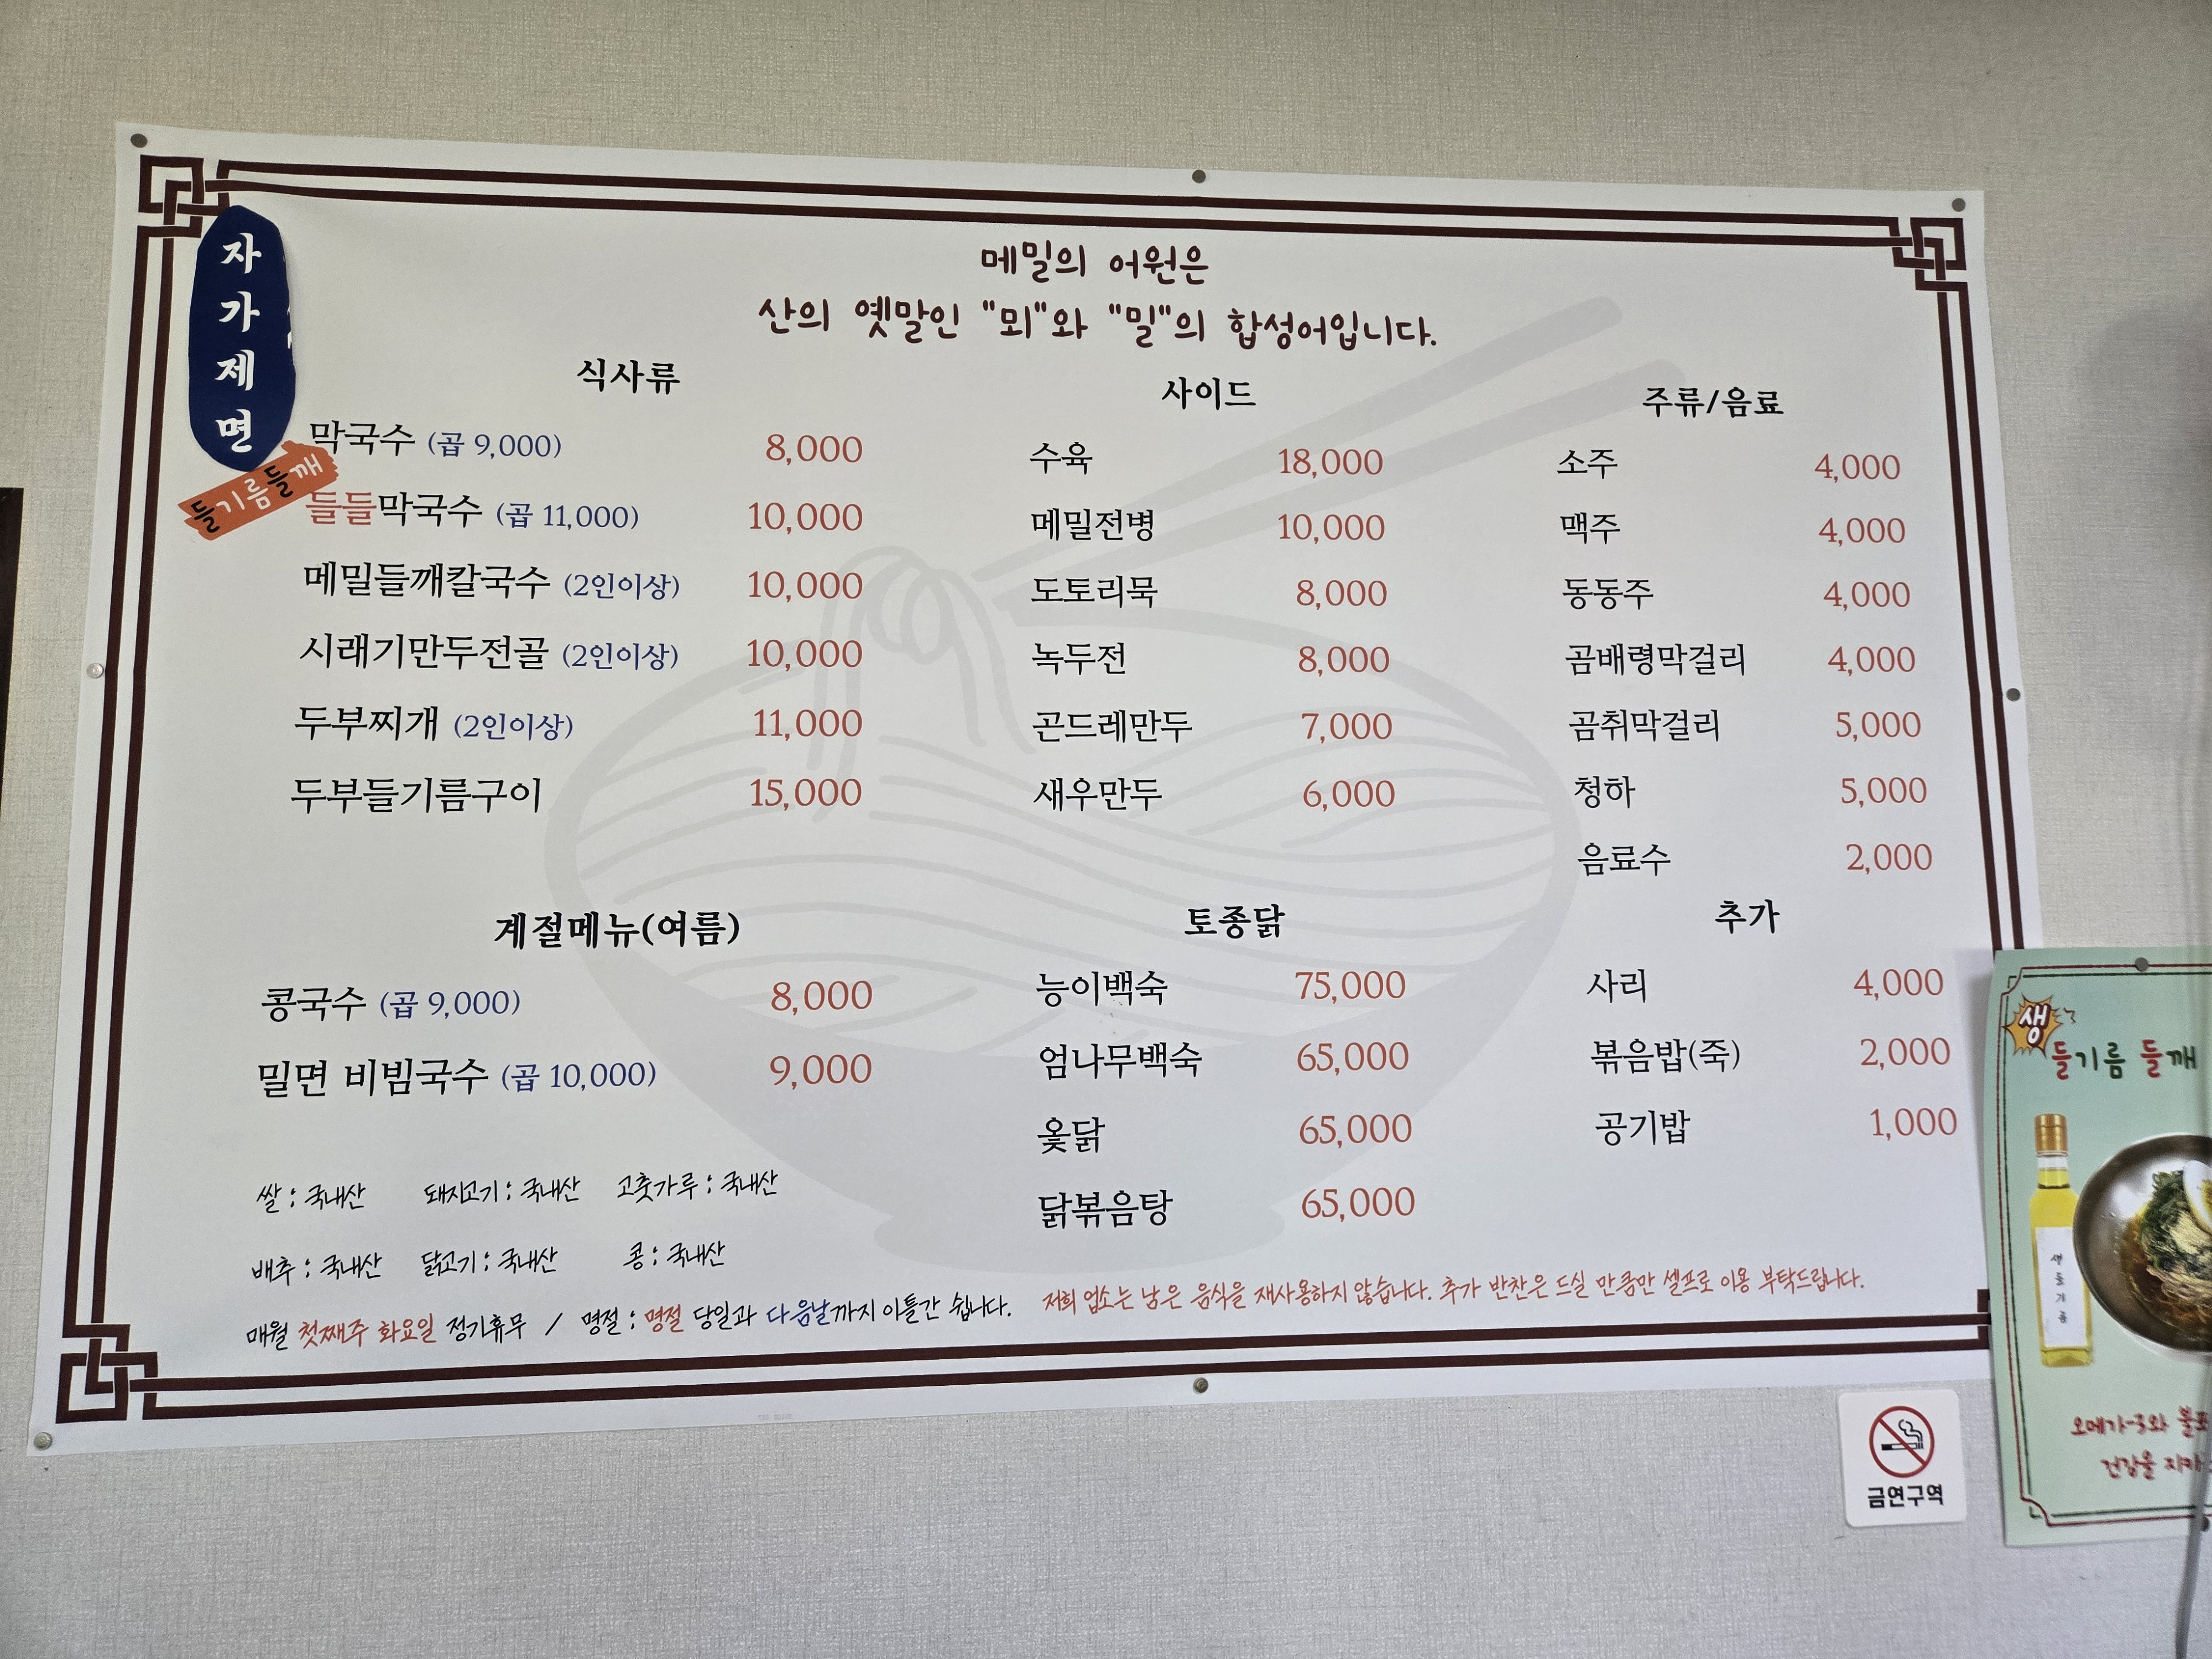 자가제면
들기름들깨
메밀의 어원은
산의 옛말인 "뫼"와 "밀"의 합성어입니다.
식사류
막국수 (곱 9,000) 8,000
들들막국수 (곱 11,000) 10,000
메밀들깨칼국수 (2인이상) 10,000
시래기만두전골 (2인이상) 10,000
두부찌개 (2인이상) 11,000
두부들기름구이 15,000
사이드
수육 18,000
메밀전병 10,000
도토리묵 8,000
녹두전 8,000
곤드레만두 7,000
새우만두 6,000
주류/음료
소주 4,000
맥주 4,000
동동주 4,000
곰배령막걸리 4,000
곰취막걸리 5,000
청하 5,000
음료수 2,000
계절메뉴(여름)
콩국수 (곱 9,000) 8,000
밀면 비빔국수 (곱 10,000) 9,000
토종닭
능이백숙 75,000
엄나무백숙 65,000
옻닭 65,000
닭볶음탕 65,000
추가
사리 4,000
볶음밥(죽) 2,000
공기밥 1,000
쌀 : 국내산 돼지고기 : 국내산 고춧가루 : 국내산
배추 : 국내산 닭고기 : 국내산 콩 : 국내산
매월 첫째주 화요일 정기휴무 / 명절 : 명절 당일과 다음날까지 이틀간 쉽니다.
저희 업소는 남은 음식을 재사용하지 않습니다. 추가 반찬은 드실 만큼만 셀프로 이용 부탁드립니다.
생
들기름 들깨
생들기름
오메가-3와
건강을
금연구역